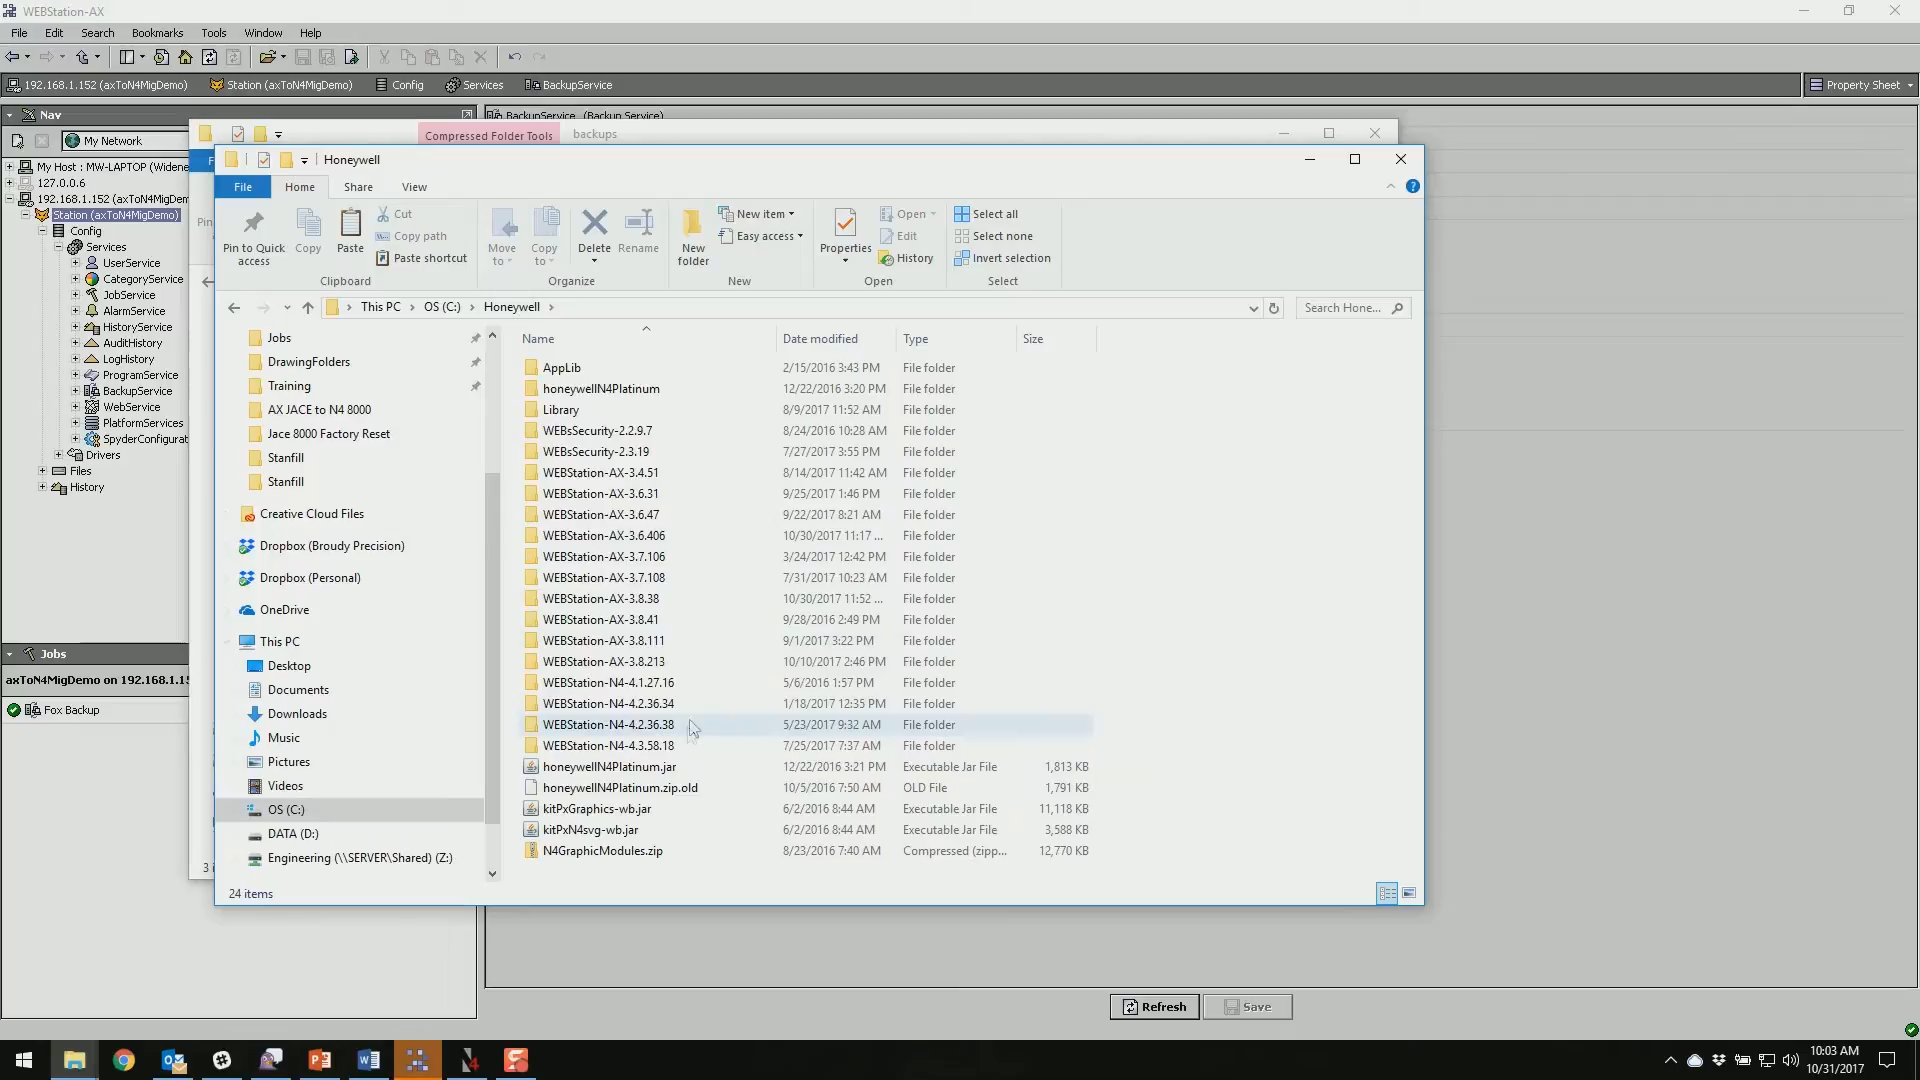 WEBStation-AX
File Edit Search Bookmarks Tools Window Help
192.168.1.152 (axToN4MigDemo) Station (axToN4MigDemo) Config Services BackupService Property Sheet
Nav
BackupService (Backup Service)
My Network
My Host : MW-LAPTOP (Widene
127.0.0.6
192.168.1.152 (axToN4MigDem
Station (axToN4MigDemo)
Config
Services
UserService
CategoryService
JobService
AlarmService
HistoryService
AuditHistory
LogHistory
ProgramService
BackupService
WebService
PlatformServices
SpyderConfigurat
Drivers
Files
History
Jobs
axToN4MigDemo on 192.168.1.15
Fox Backup
Compressed Folder Tools backups
Pin
3 i
Honeywell
File Home Share View
Pin to Quick access
Copy
Paste
Cut
Copy path
Paste shortcut
Clipboard
Move to
Copy to
Delete
Rename
Organize
New folder
New item
Easy access
New
Properties
Open
Edit
History
Open
Select all
Select none
Invert selection
Select
This PC OS (C:) Honeywell
Search Hone...
Jobs
DrawingFolders
Training
AX JACE to N4 8000
Jace 8000 Factory Reset
Stanfill
Stanfill
Creative Cloud Files
Dropbox (Broudy Precision)
Dropbox (Personal)
OneDrive
This PC
Desktop
Documents
Downloads
Music
Pictures
Videos
OS (C:)
DATA (D:)
Engineering (\\SERVER\Shared) (Z:)
Name Date modified Type Size
AppLib 2/15/2016 3:43 PM File folder
honeywellN4Platinum 12/22/2016 3:20 PM File folder
Library 8/9/2017 11:52 AM File folder
WEBsSecurity-2.2.9.7 8/24/2016 10:28 AM File folder
WEBsSecurity-2.3.19 7/27/2017 3:55 PM File folder
WEBStation-AX-3.4.51 8/14/2017 11:42 AM File folder
WEBStation-AX-3.6.31 9/25/2017 1:46 PM File folder
WEBStation-AX-3.6.47 9/22/2017 8:21 AM File folder
WEBStation-AX-3.6.406 10/30/2017 11:17 ... File folder
WEBStation-AX-3.7.106 3/24/2017 12:42 PM File folder
WEBStation-AX-3.7.108 7/31/2017 10:23 AM File folder
WEBStation-AX-3.8.38 10/30/2017 11:52 ... File folder
WEBStation-AX-3.8.41 9/28/2016 2:49 PM File folder
WEBStation-AX-3.8.111 9/1/2017 3:22 PM File folder
WEBStation-AX-3.8.213 10/10/2017 2:46 PM File folder
WEBStation-N4-4.1.27.16 5/6/2016 1:57 PM File folder
WEBStation-N4-4.2.36.34 1/18/2017 12:35 PM File folder
WEBStation-N4-4.2.36.38 5/23/2017 9:32 AM File folder
WEBStation-N4-4.3.58.18 7/25/2017 7:37 AM File folder
honeywellN4Platinum.jar 12/22/2016 3:21 PM Executable Jar File 1,813 KB
honeywellN4Platinum.zip.old 10/5/2016 7:50 AM OLD File 1,791 KB
kitPxGraphics-wb.jar 6/2/2016 8:44 AM Executable Jar File 11,118 KB
kitPxN4svg-wb.jar 6/2/2016 8:44 AM Executable Jar File 3,588 KB
N4GraphicModules.zip 8/23/2016 7:40 AM Compressed (zipp... 12,770 KB
24 items
Refresh Save
10:03 AM
10/31/2017